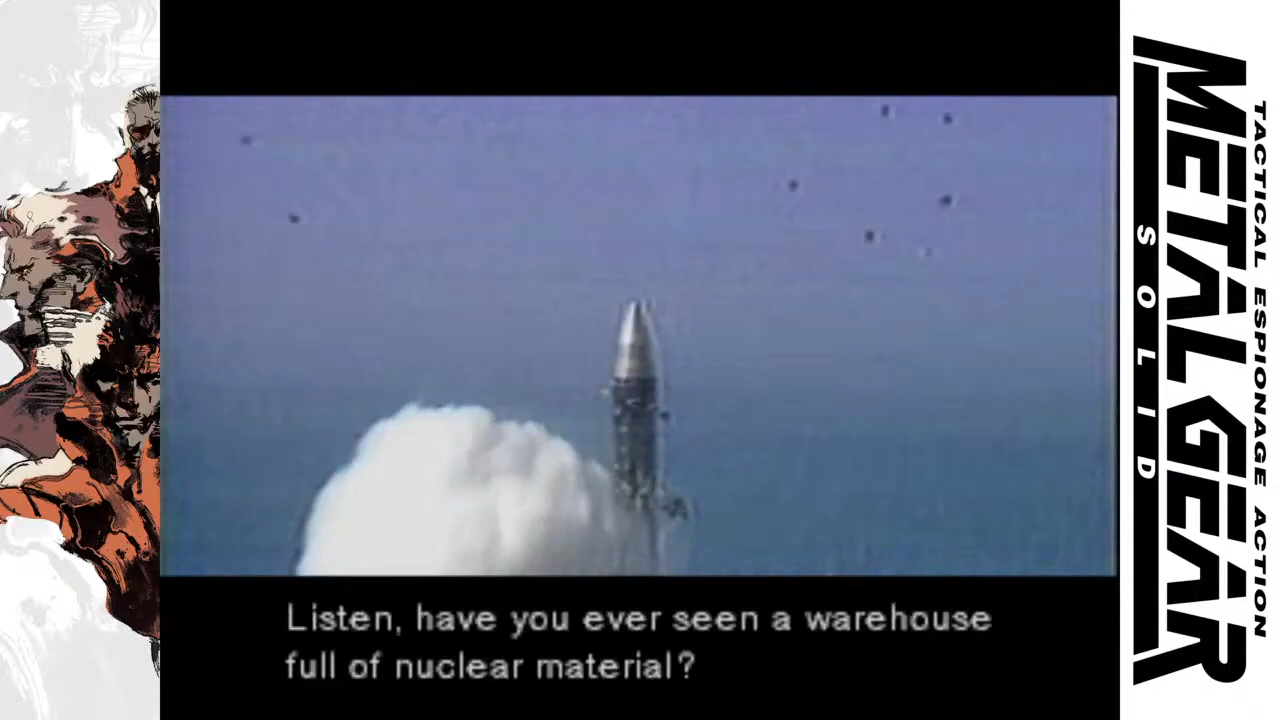 Listen, have you ever seen a warehouse
full of nuclear material?
TACTICAL ESPIONAGE ACTION
METAL GEAR
SOLID